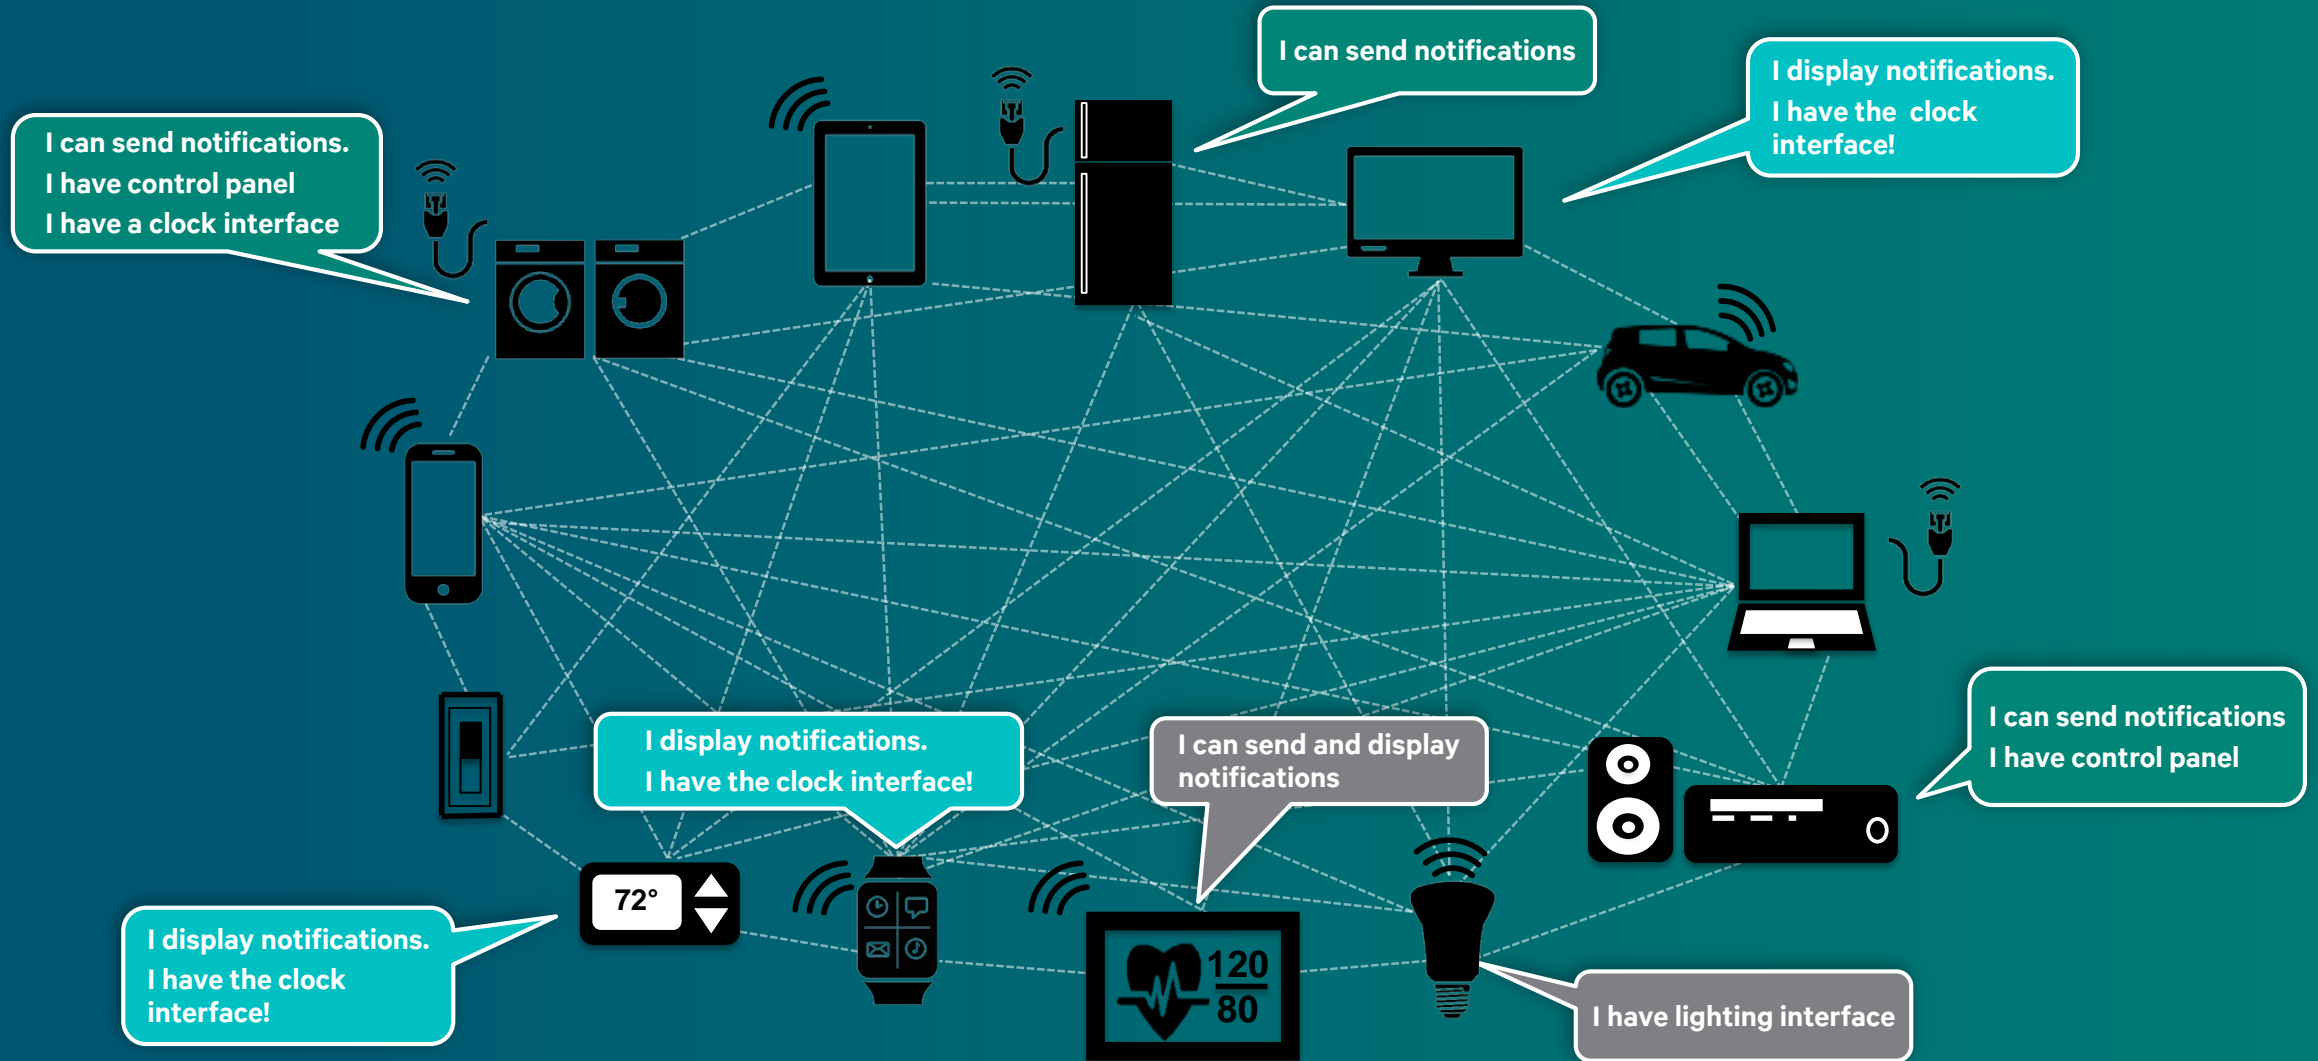 I can send notifications
I display notifications.
I have the clock
interface!
I can send notifications.
I have control panel
I have a clock interface
I can send notifications
I have control panel
I display notifications.
I have the clock interface!
I can send and display
notifications
72°
I display notifications.
I have the clock
interface!
120
80
I have lighting interface